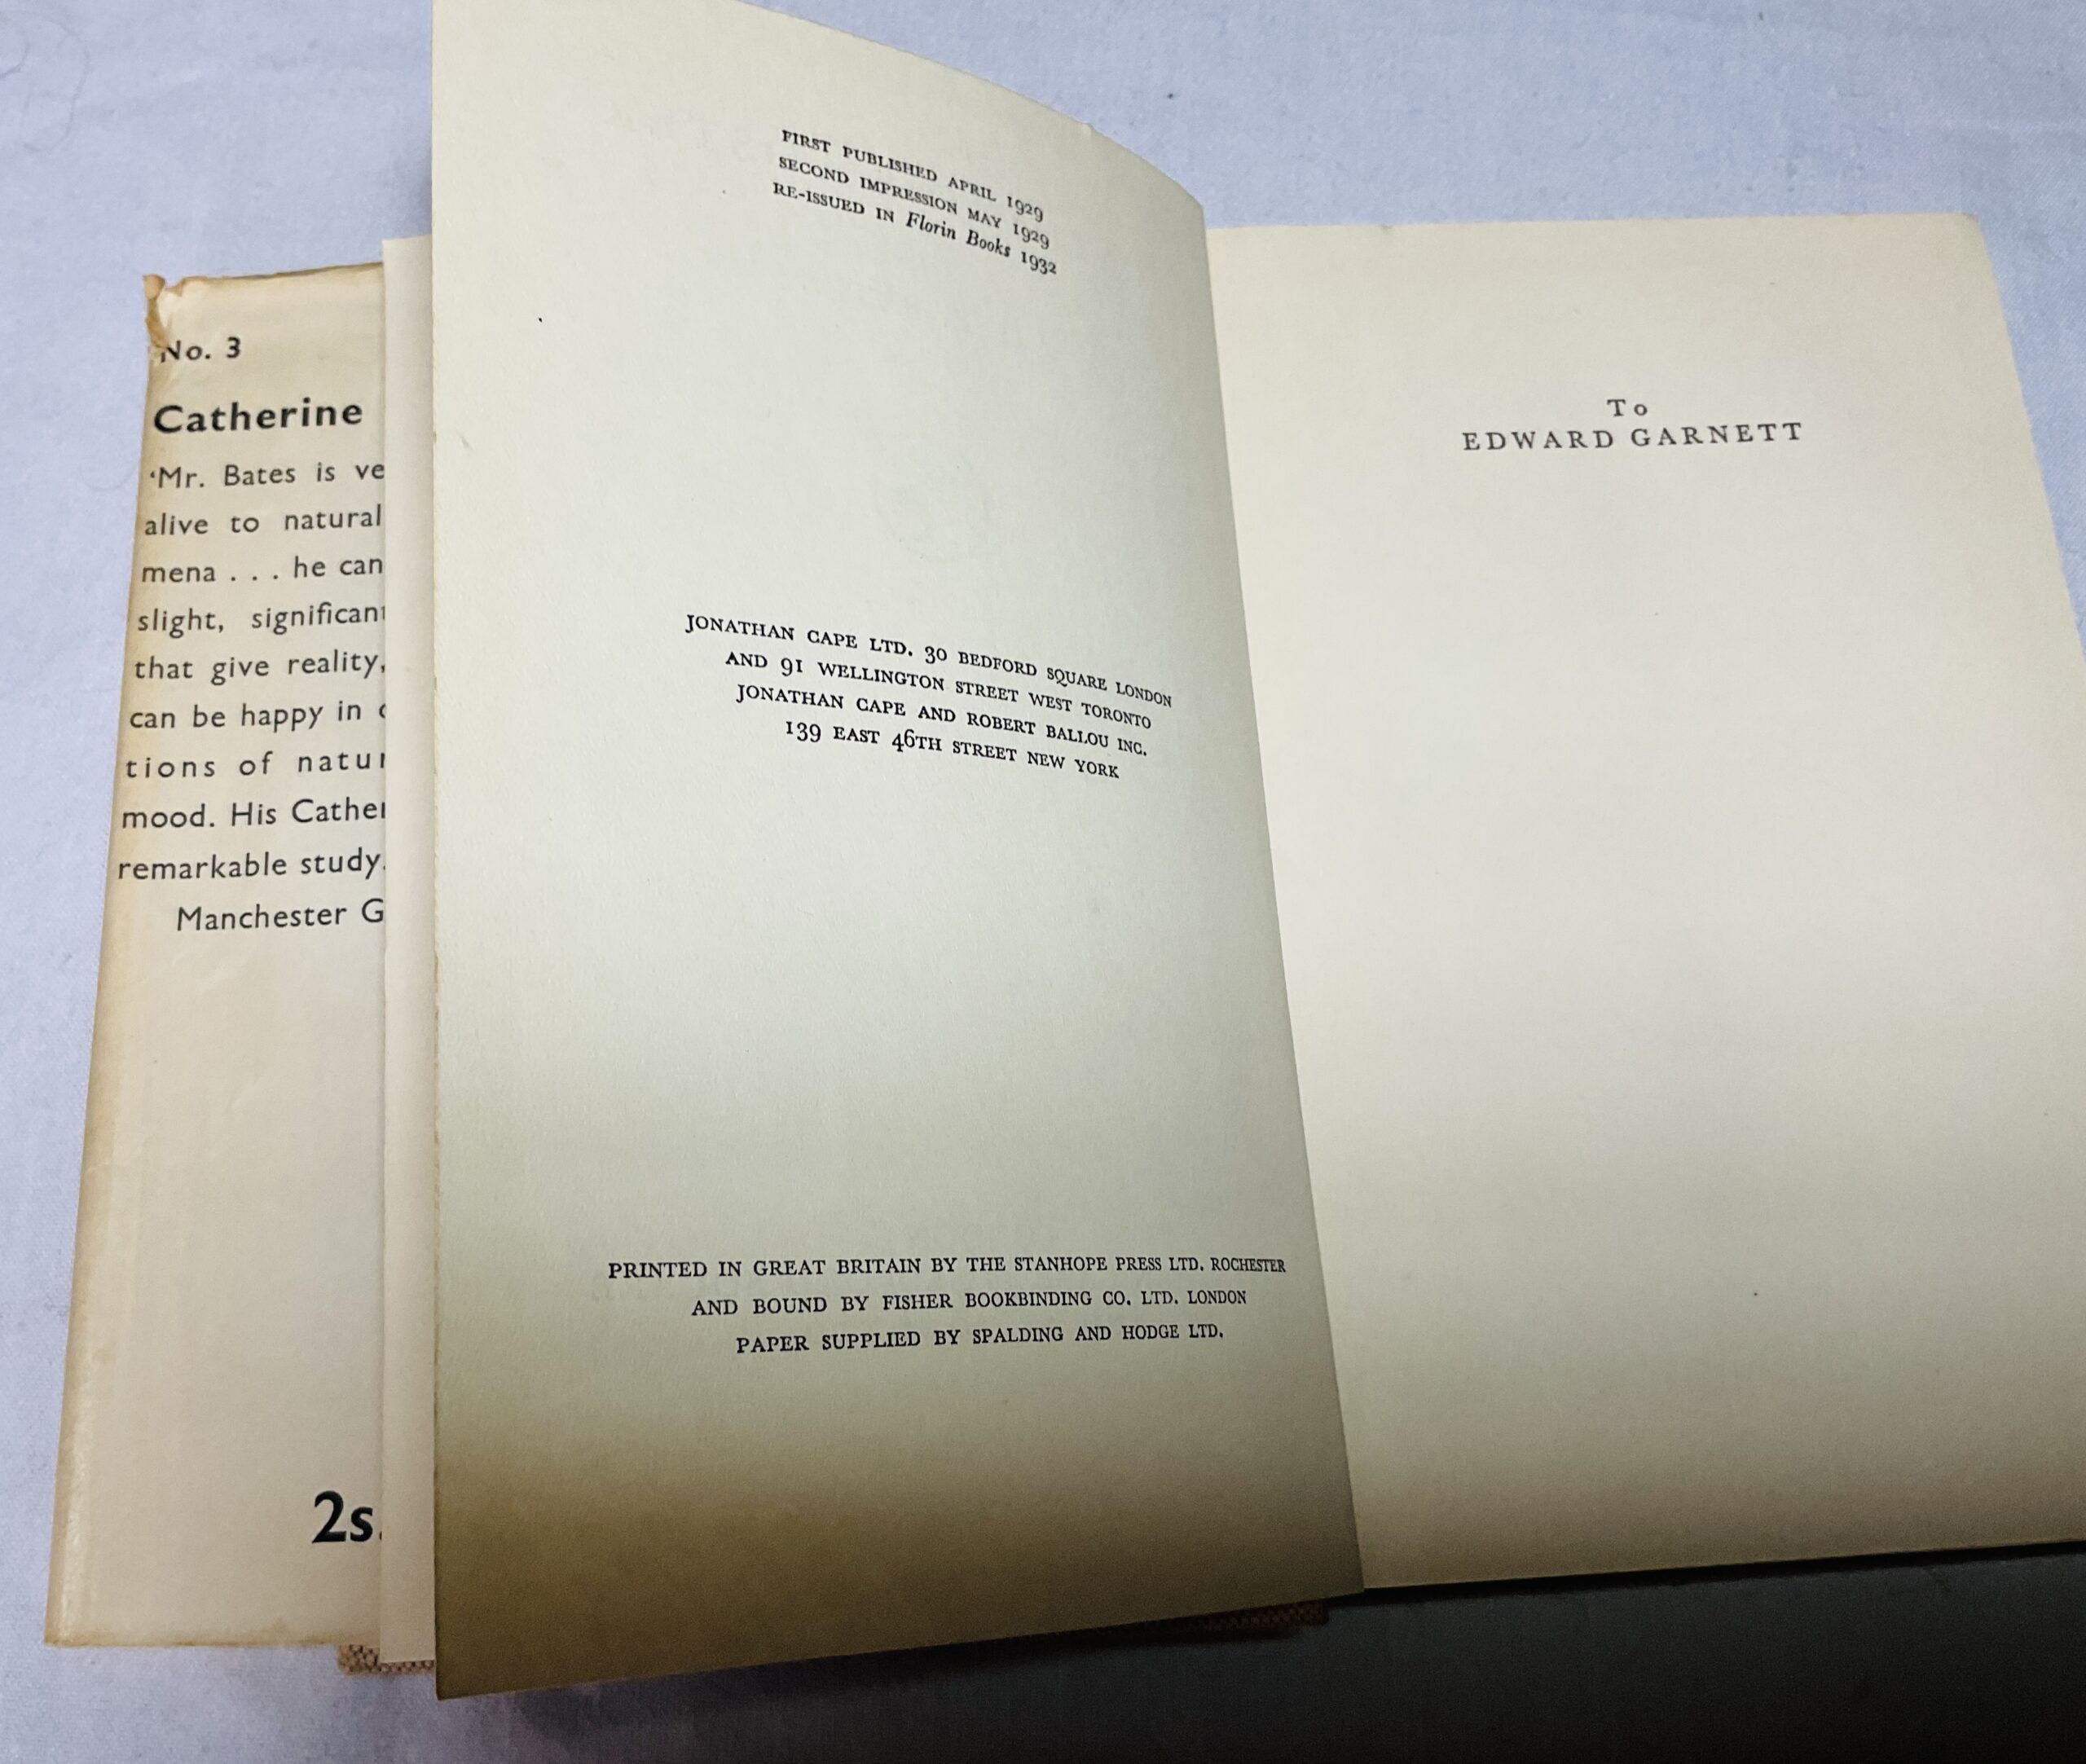 No. 3
Catherine
'Mr. Bates is
alive to natural
mena . . . he can
slight,
that give reality,
can be happy in
tions of
mood. His
remarkable study.
Manchester
2s.
FIRST PUBLISHED APRIL 1929
SECOND IMPRESSION MAY 1929
RE-ISSUED IN Florin Books 1932
JONATHAN CAPE LTD. 30 BEDFORD SQUARE LONDON
AND 91 WELLINGTON STREET WEST TORONTO
JONATHAN CAPE AND ROBERT BALLOU INC.
139 EAST 46TH STREET NEW YORK
PRINTED IN GREAT BRITAIN BY THE STANHOPE PRESS LTD. ROCHESTER
AND BOUND BY FISHER BOOKBINDING CO. LTD. LONDON
PAPER SUPPLIED BY SPALDING AND HODGE LTD.
To
EDWARD GARNETT